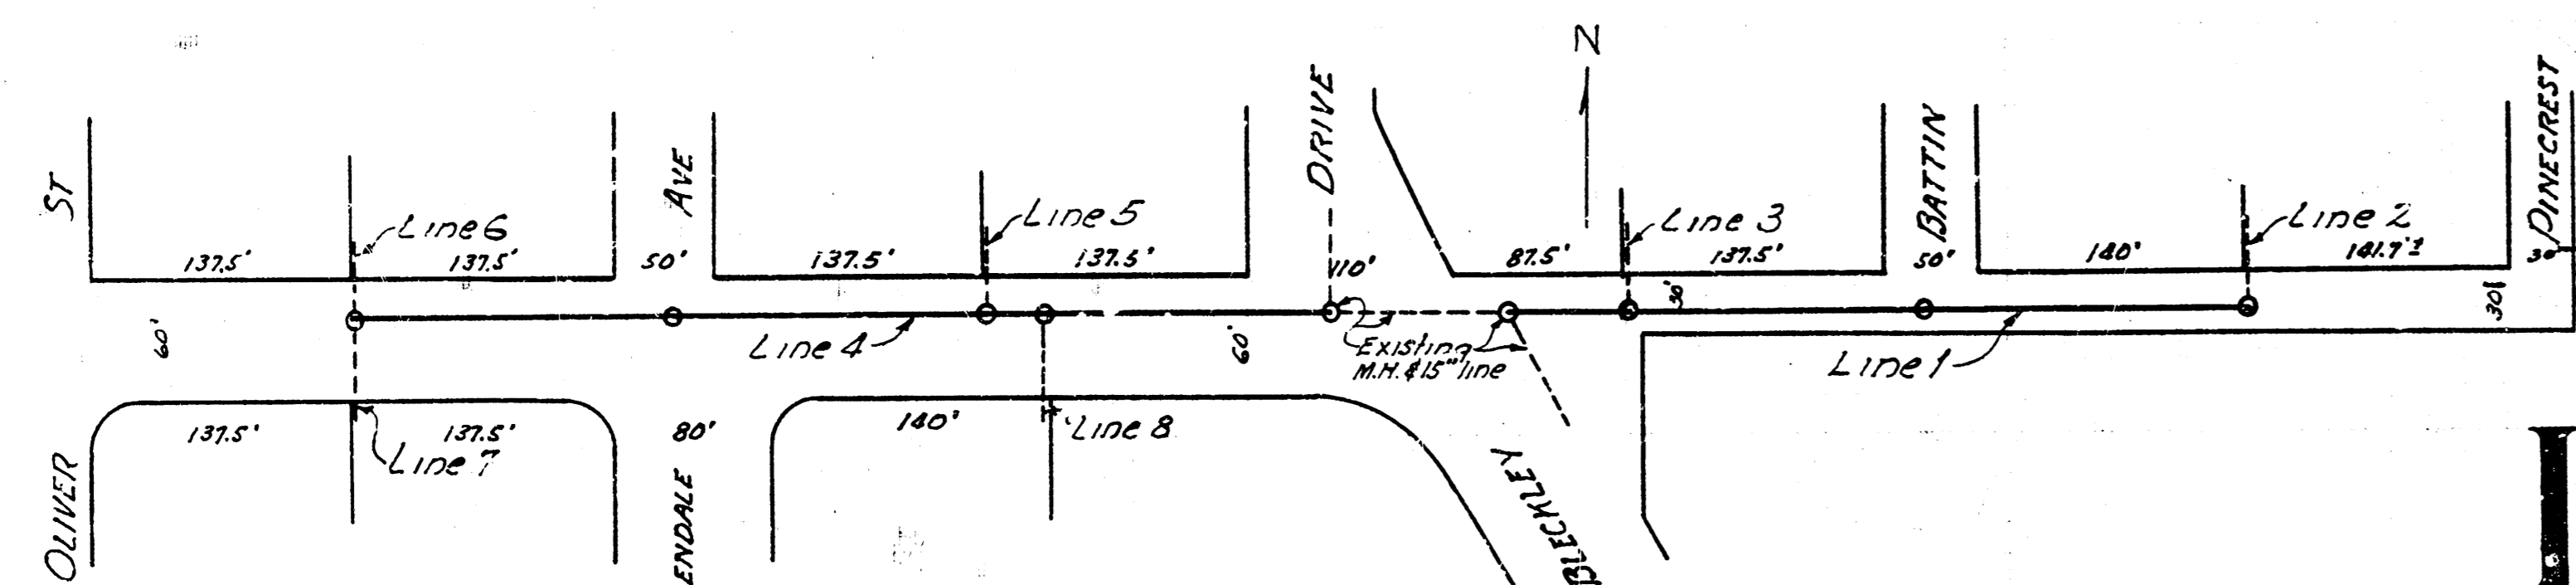 N
ST
AVE
DRIVE
BATTIN
PINECREST
Line 6
Line 5
Line 3
Line 2
137.5'
137.5'
50'
137.5'
137.5'
110'
87.5'
137.5'
50'
140'
141.7'±
30'
60'
Line 4
60'
Existing
M.H. & 15" line
30'
Line 1
30'
137.5'
137.5'
80'
140'
Line 8
Line 7
OLIVER
ENDALE
BLECKLEY